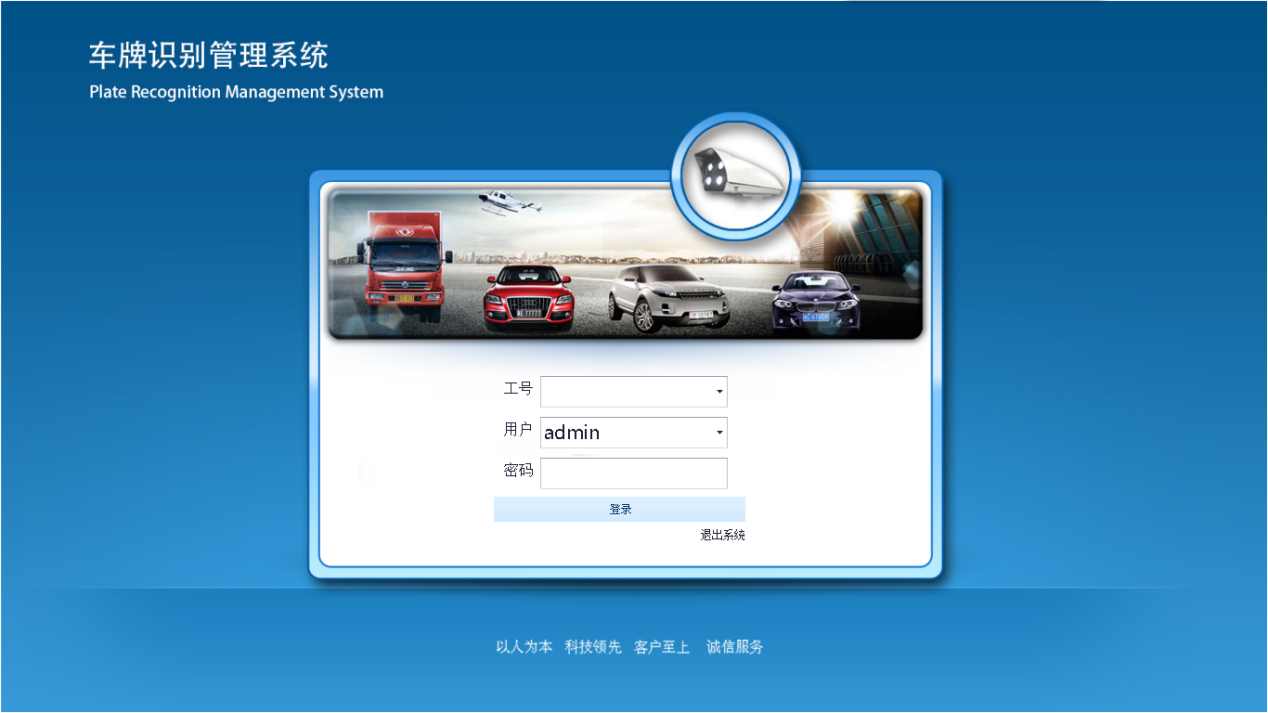 车牌识别管理系统
Plate Recognition Management System
工号
用户 admin
密码
登录
退出系统
以人为本 科技领先 客户至上 诚信服务